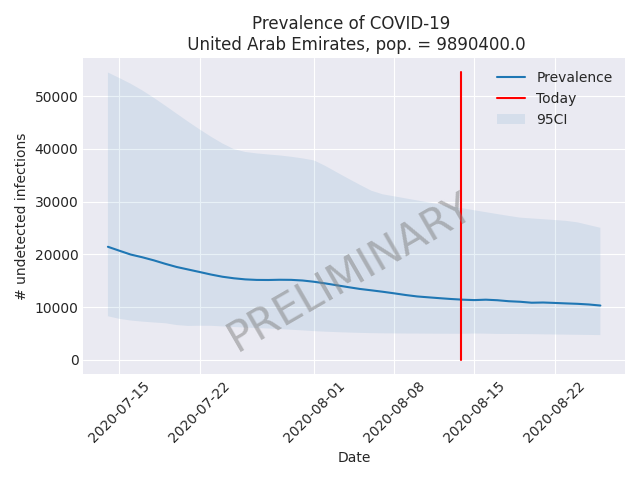 Prevalence of COVID-19
United Arab Emirates, pop. = 9890400.0
Prevalence
Today
95CI
50000
40000
30000
20000
10000
0
# undetected infections
PRELIMINARY
2020-07-15
2020-07-22
2020-08-01
2020-08-08
2020-08-15
2020-08-22
Date